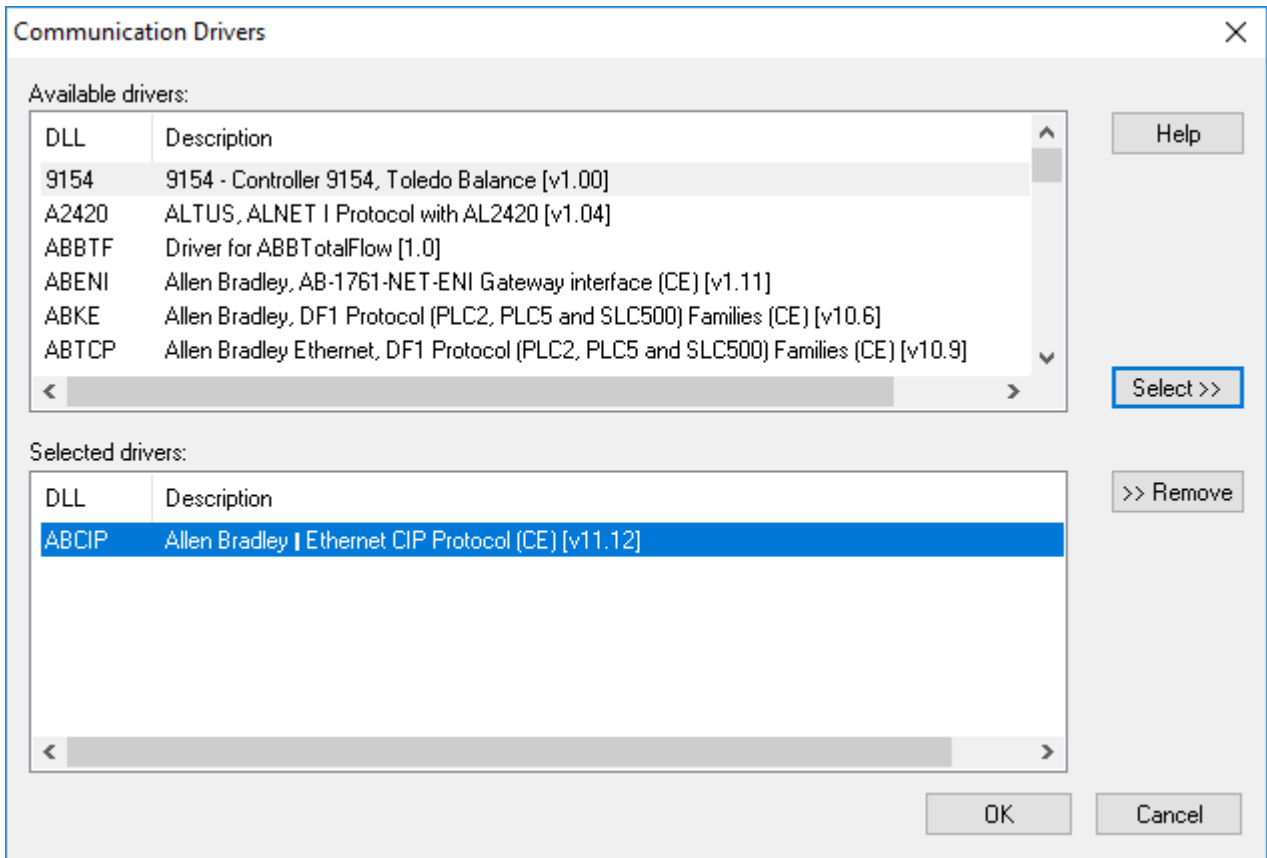 Communication Drivers
Available drivers:
DLL Description
9154 9154 - Controller 9154, Toledo Balance [v1.00]
A2420 ALTUS, ALNET I Protocol with AL2420 [v1.04]
ABBTF Driver for ABBTotalFlow [1.0]
ABENI Allen Bradley, AB-1761-NET-ENI Gateway interface (CE) [v1.11]
ABKE Allen Bradley, DF1 Protocol (PLC2, PLC5 and SLC500) Families (CE) [v10.6]
ABTCP Allen Bradley Ethernet, DF1 Protocol (PLC2, PLC5 and SLC500) Families (CE) [v10.9]
Help
Select >>
Selected drivers:
DLL Description
ABCIP Allen Bradley | Ethernet CIP Protocol (CE) [v11.12]
>> Remove
OK
Cancel